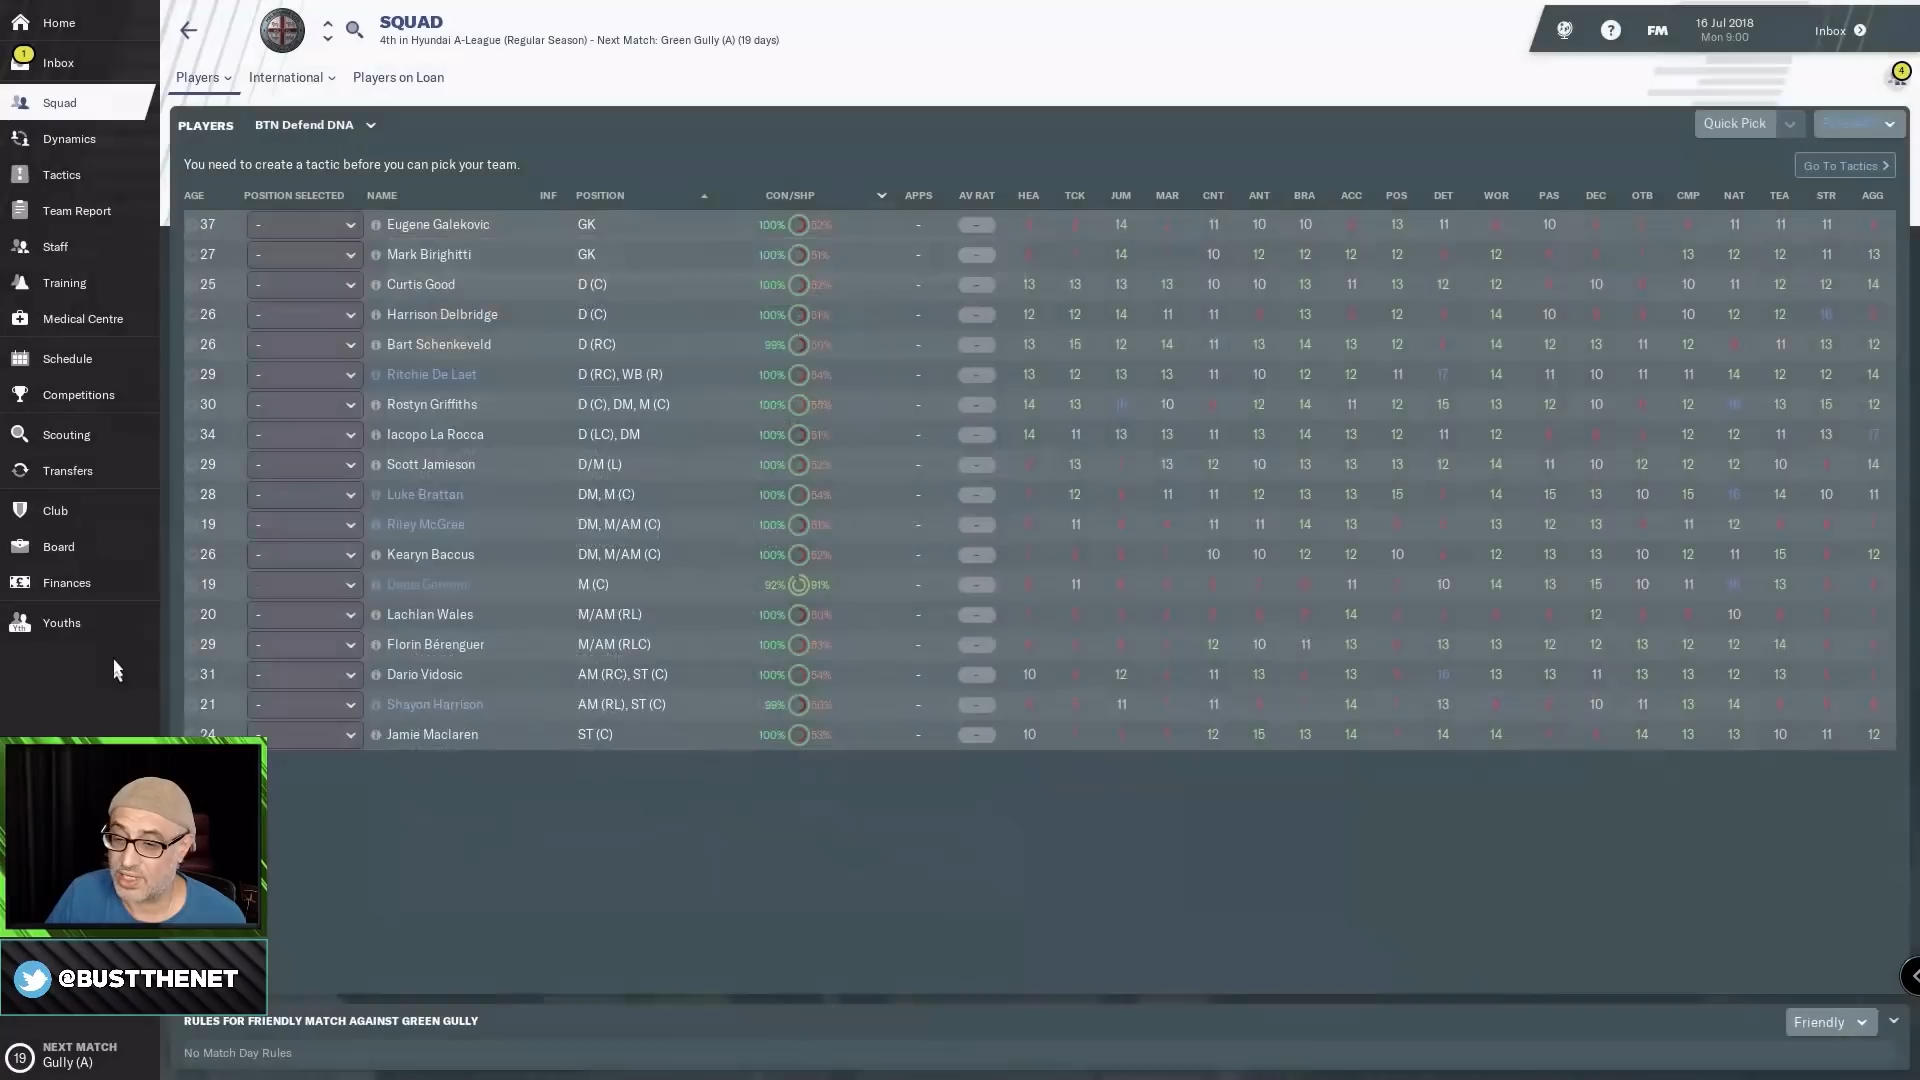 Home
SQUAD
4th in Hyundai A-League (Regular Season) - Next Match: Green Gully (A) (19 days)
FM
16 Jul 2018
Mon 9:00
Inbox
1
Inbox
Players
International
Players on Loan
4
Squad
Dynamics
Tactics
Team Report
Staff
Training
Medical Centre
Schedule
Competitions
Scouting
Transfers
Club
Board
Finances
Youths
PLAYERS
BTN Defend DNA
Quick Pick
You need to create a tactic before you can pick your team.
Go To Tactics
AGE POSITION SELECTED NAME INF POSITION CON/SHP APPS AV RAT HEA TCK JUM MAR CNT ANT BRA ACC POS DET WOR PAS DEC OTB CMP NAT TEA STR AGG
37 - Eugene Galekovic GK 100% - - 14 11 10 10 13 11 10 11 11 11
27 - Mark Birighitti GK 100% - - 14 10 12 12 12 12 12 13 12 12 11 13
25 - Curtis Good D (C) 100% - - 13 13 13 13 10 10 13 11 13 12 12 10 10 11 12 12 14
26 - Harrison Delbridge D (C) 100% - - 12 12 14 11 11 13 12 14 10 10 12 12 16
26 - Bart Schenkeveld D (RC) 99% - - 13 15 12 14 11 13 14 13 12 14 12 13 11 12 11 13 12
29 - Ritchie De Laet D (RC), WB (R) 100% - - 13 12 13 13 11 10 12 12 11 17 14 11 10 11 11 14 12 12 14
30 - Rostyn Griffiths D (C), DM, M (C) 100% - - 14 13 10 12 14 11 12 15 13 12 10 12 13 15 12
34 - Iacopo La Rocca D (LC), DM 100% - - 14 11 13 13 11 13 14 13 12 11 12 12 12 11 13 17
29 - Scott Jamieson D/M (L) 100% - - 13 13 12 10 13 13 13 12 14 11 10 12 12 12 10 14
28 - Luke Brattan DM, M (C) 100% - - 12 11 11 12 13 13 15 14 15 13 10 15 16 14 10 11
19 - Riley McGree DM, M/AM (C) 100% - - 11 11 11 14 13 13 12 13 11 12
26 - Kearyn Baccus DM, M/AM (C) 100% - - 10 10 12 12 10 12 13 13 10 12 11 15 12
19 - M (C) 92% 91% - - 11 11 10 14 13 15 10 11 13
20 - Lachlan Wales M/AM (RL) 100% - - 14 12 10
29 - Florin Bérenguer M/AM (RLC) 100% - - 12 10 11 13 13 13 12 12 13 12 12 14
31 - Dario Vidosic AM (RC), ST (C) 100% - - 10 12 11 13 13 16 13 13 11 13 13 12 13
21 - Shayon Harrison AM (RL), ST (C) 99% - - 11 11 14 13 10 11 13 14
24 - Jamie Maclaren ST (C) 100% - - 10 12 15 13 14 14 14 14 13 13 10 11 12
@BUSTTHENET
RULES FOR FRIENDLY MATCH AGAINST GREEN GULLY
Friendly
No Match Day Rules
19
NEXT MATCH
Gully (A)